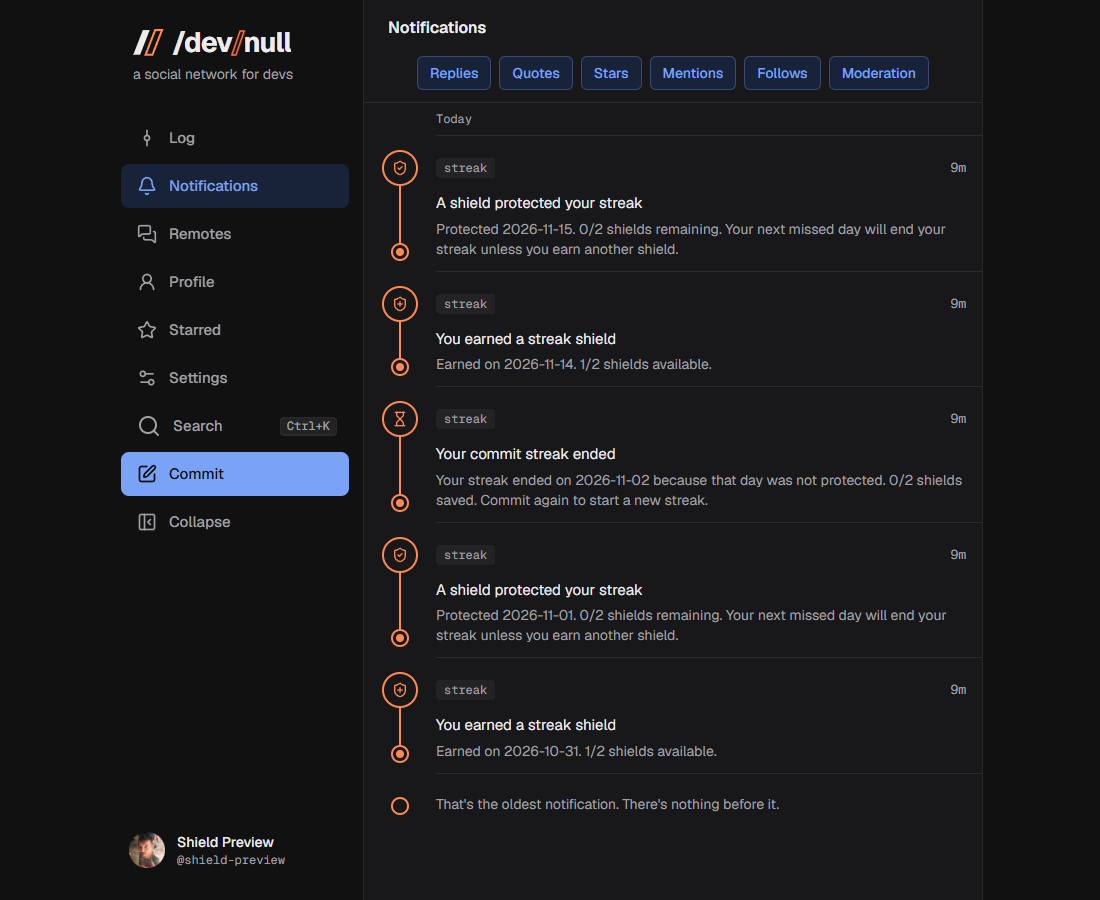 /dev/null
a social network for devs
Log
Notifications
Remotes
Profile
Starred
Settings
Search Ctrl+K
Commit
Collapse
Shield Preview
@shield-preview
Notifications
Replies Quotes Stars Mentions Follows Moderation
Today
streak 9m
A shield protected your streak
Protected 2026-11-15. 0/2 shields remaining. Your next missed day will end your
streak unless you earn another shield.
streak 9m
You earned a streak shield
Earned on 2026-11-14. 1/2 shields available.
streak 9m
Your commit streak ended
Your streak ended on 2026-11-02 because that day was not protected. 0/2 shields
saved. Commit again to start a new streak.
streak 9m
A shield protected your streak
Protected 2026-11-01. 0/2 shields remaining. Your next missed day will end your
streak unless you earn another shield.
streak 9m
You earned a streak shield
Earned on 2026-10-31. 1/2 shields available.
That's the oldest notification. There's nothing before it.